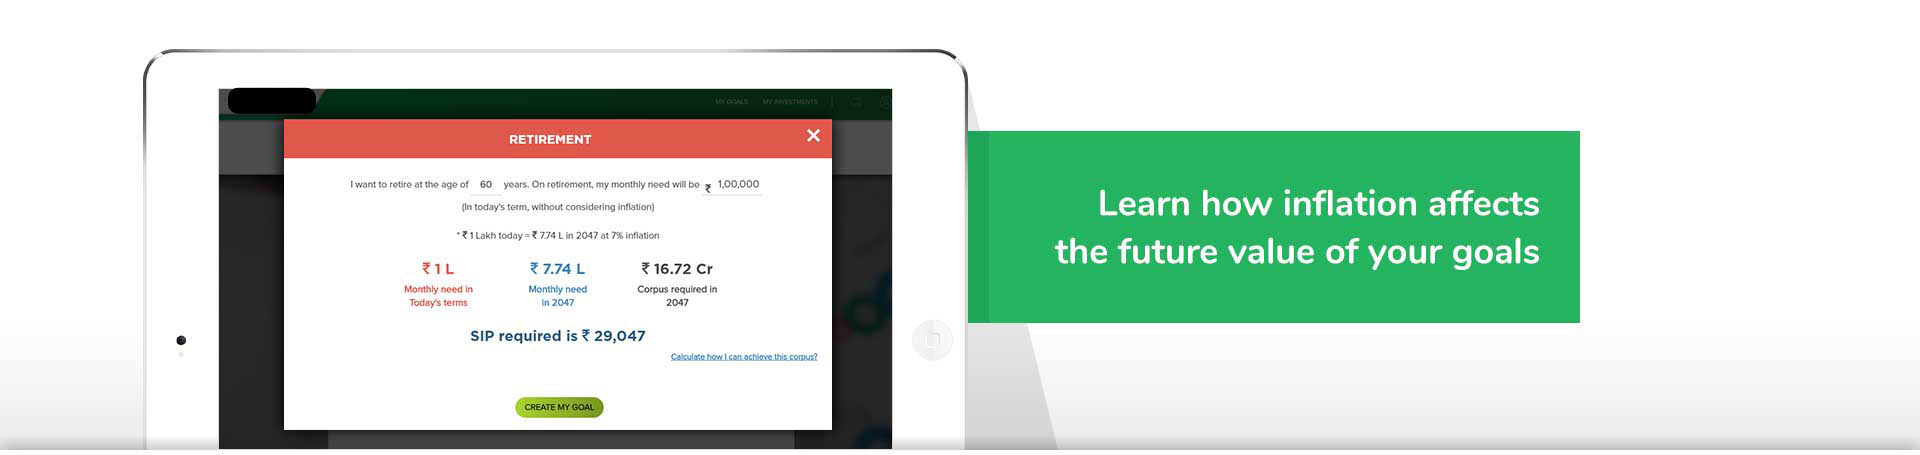 MY GOALS MY INVESTMENTS
RETIREMENT
I want to retire at the age of 60 years. On retirement, my monthly need will be ₹ 1,00,000
(In today's term, without considering inflation)
* ₹ 1 Lakh today = ₹ 7.74 L in 2047 at 7% inflation
₹ 1 L ₹ 7.74 L ₹ 16.72 Cr
Monthly need in Monthly need Corpus required in
Today's terms in 2047 2047
SIP required is ₹ 29,047
Calculate how I can achieve this corpus?
CREATE MY GOAL
Learn how inflation affects
the future value of your goals